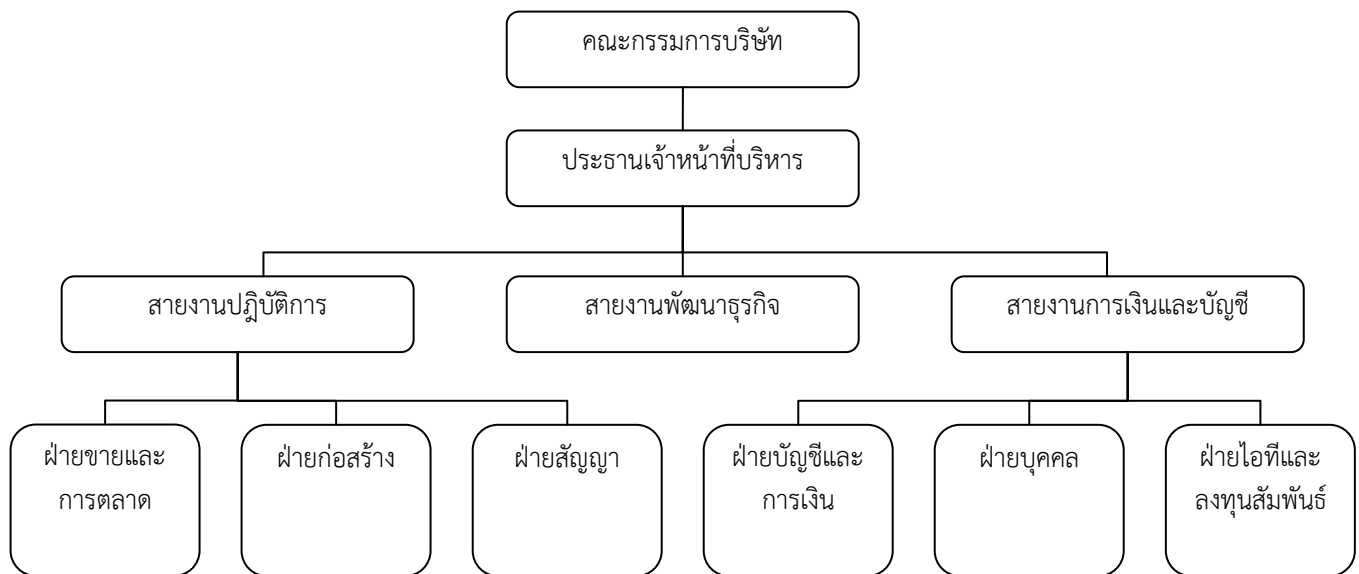 คณะกรรมการบริษัท
ประธานเจ้าหน้าที่บริหาร
สายงานปฎิบัติการ
สายงานพัฒนาธุรกิจ
สายงานการเงินและบัญชี
ฝ่ายขายและ
การตลาด
ฝ่ายก่อสร้าง
ฝ่ายสัญญา
ฝ่ายบัญชีและ
การเงิน
ฝ่ายบุคคล
ฝ่ายไอทีและ
ลงทุนสัมพันธ์